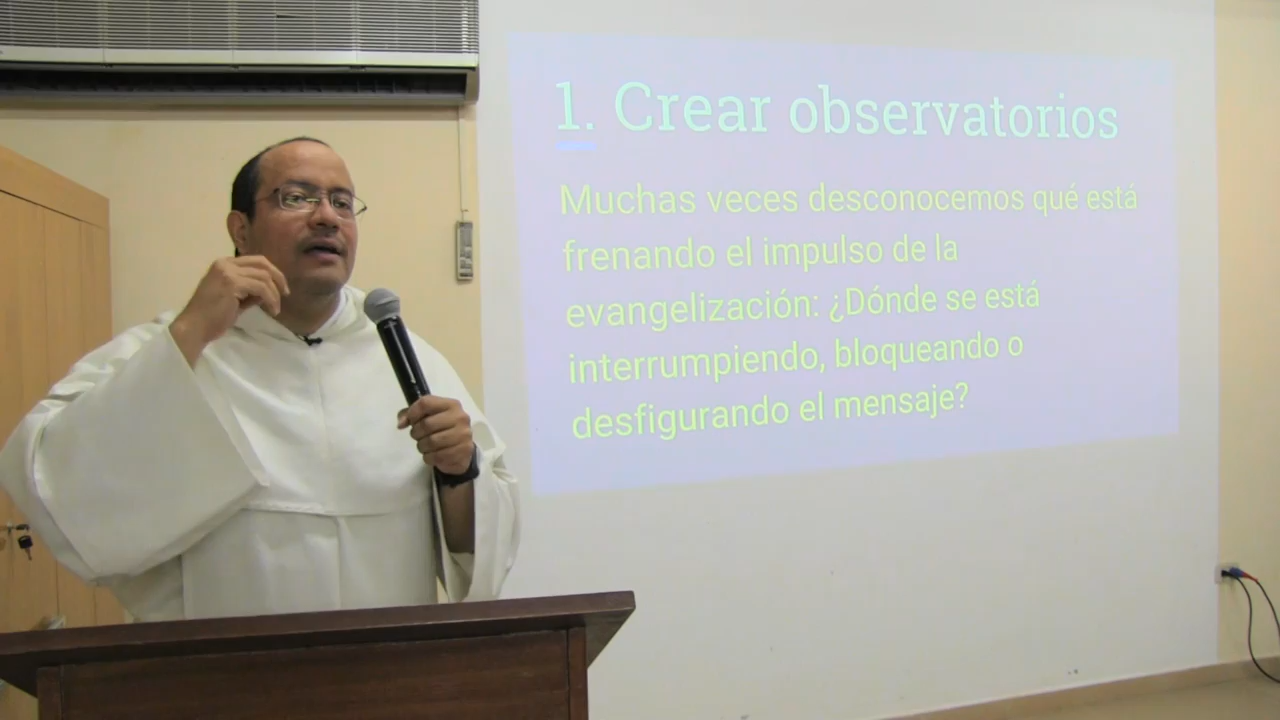 1. Crear observatorios
Muchas veces desconocemos qué está
frenando el impulso de la
evangelización: ¿Dónde se está
interrumpiendo, bloqueando o
desfigurando el mensaje?